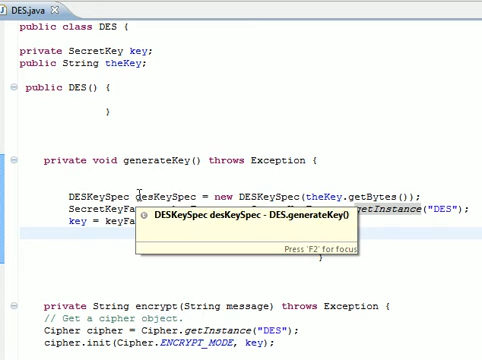 DES.java
public class DES {
private SecretKey key;
public String theKey;
public DES() {
}
private void generateKey() throws Exception {
DESKeySpec desKeySpec = new DESKeySpec(theKey.getBytes());
getInstance("DES");
key =
DESKeySpec desKeySpec - DES.generateKey()
Press 'F2' for focus
}
private String encrypt(String message) throws Exception {
// Get a cipher object.
Cipher cipher = Cipher.getInstance("DES");
cipher.init(Cipher.ENCRYPT_MODE, key);